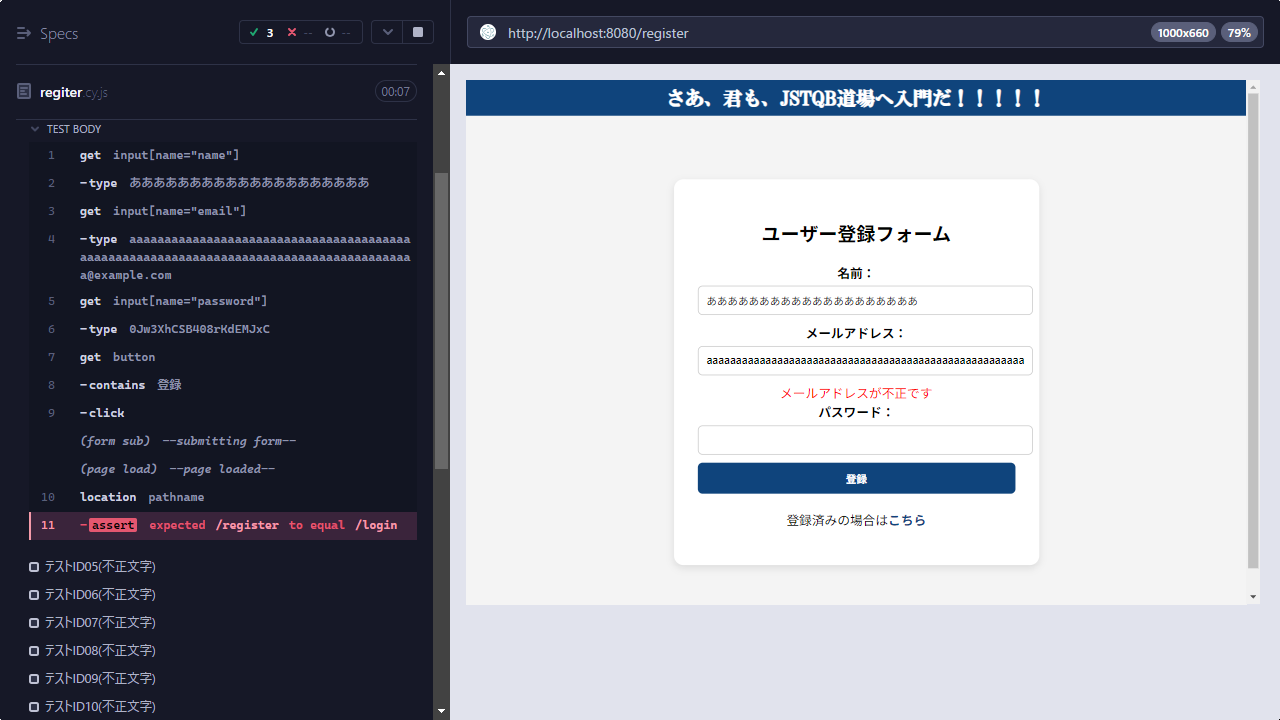 Specs
3 -- --
regiter.cy.js
00:07
TEST BODY
1 get input[name="name"]
2 -type ああああああああああああああああああああ
3 get input[name="email"]
4 -type aaaaaaaaaaaaaaaaaaaaaaaaaaaaaaaaaaaaaaaa
aaaaaaaaaaaaaaaaaaaaaaaaaaaaaaaaaaaaaaaaaaaaaaa
a@example.com
5 get input[name="password"]
6 -type 0Jw3XhCSB408rKdEMJxC
7 get button
8 -contains 登録
9 -click
(form sub) --submitting form--
(page load) --page loaded--
10 location pathname
11 -assert expected /register to equal /login
テストID05(不正文字)
テストID06(不正文字)
テストID07(不正文字)
テストID08(不正文字)
テストID09(不正文字)
テストID10(不正文字)
http://localhost:8080/register
1000x660 79%
さあ、君も、JSTQB道場へ入門だ！！！！！
ユーザー登録フォーム
名前：
ああああああああああああああああああああ
メールアドレス：
aaaaaaaaaaaaaaaaaaaaaaaaaaaaaaaaaaaaaaaaaaaaaaaaaaaaaa
メールアドレスが不正です
パスワード：
登録
登録済みの場合はこちら